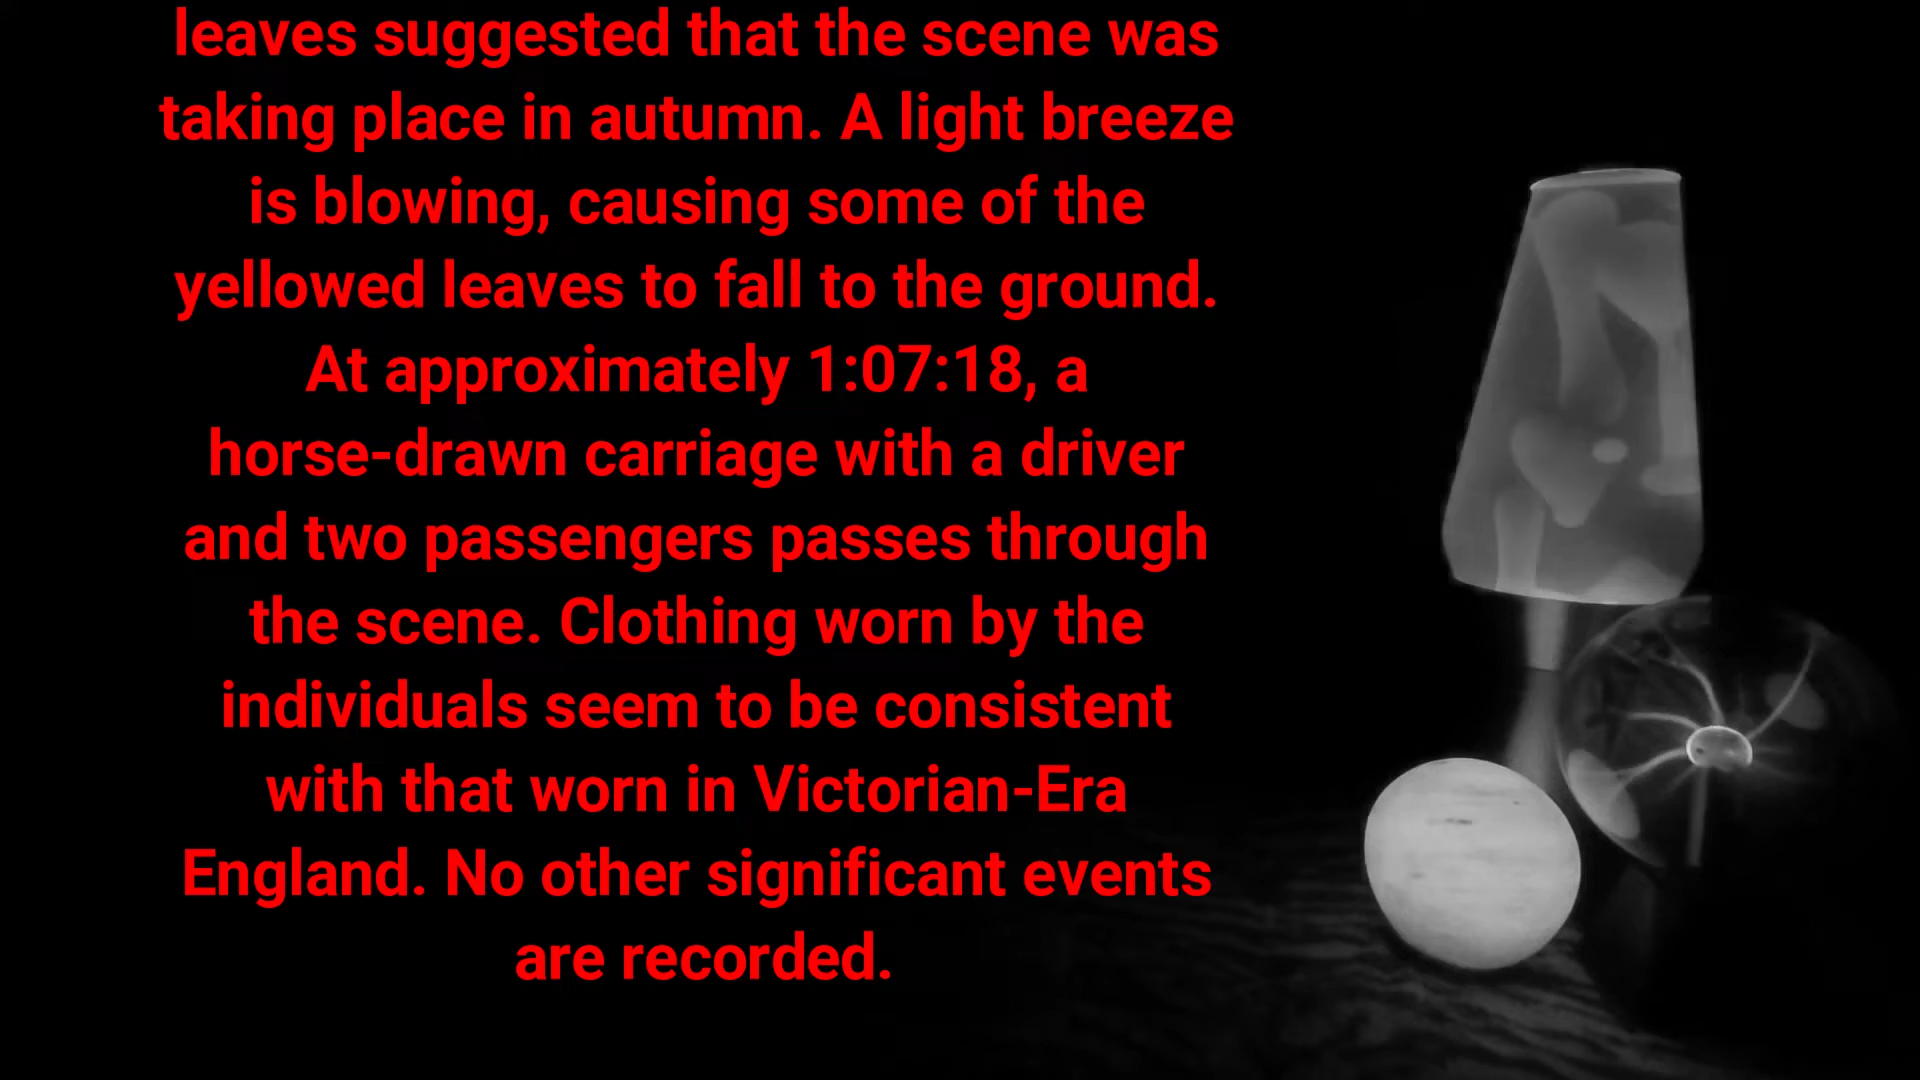 leaves suggested that the scene was
taking place in autumn. A light breeze
is blowing, causing some of the
yellowed leaves to fall to the ground.
At approximately 1:07:18, a
horse-drawn carriage with a driver
and two passengers passes through
the scene. Clothing worn by the
individuals seem to be consistent
with that worn in Victorian-Era
England. No other significant events
are recorded.